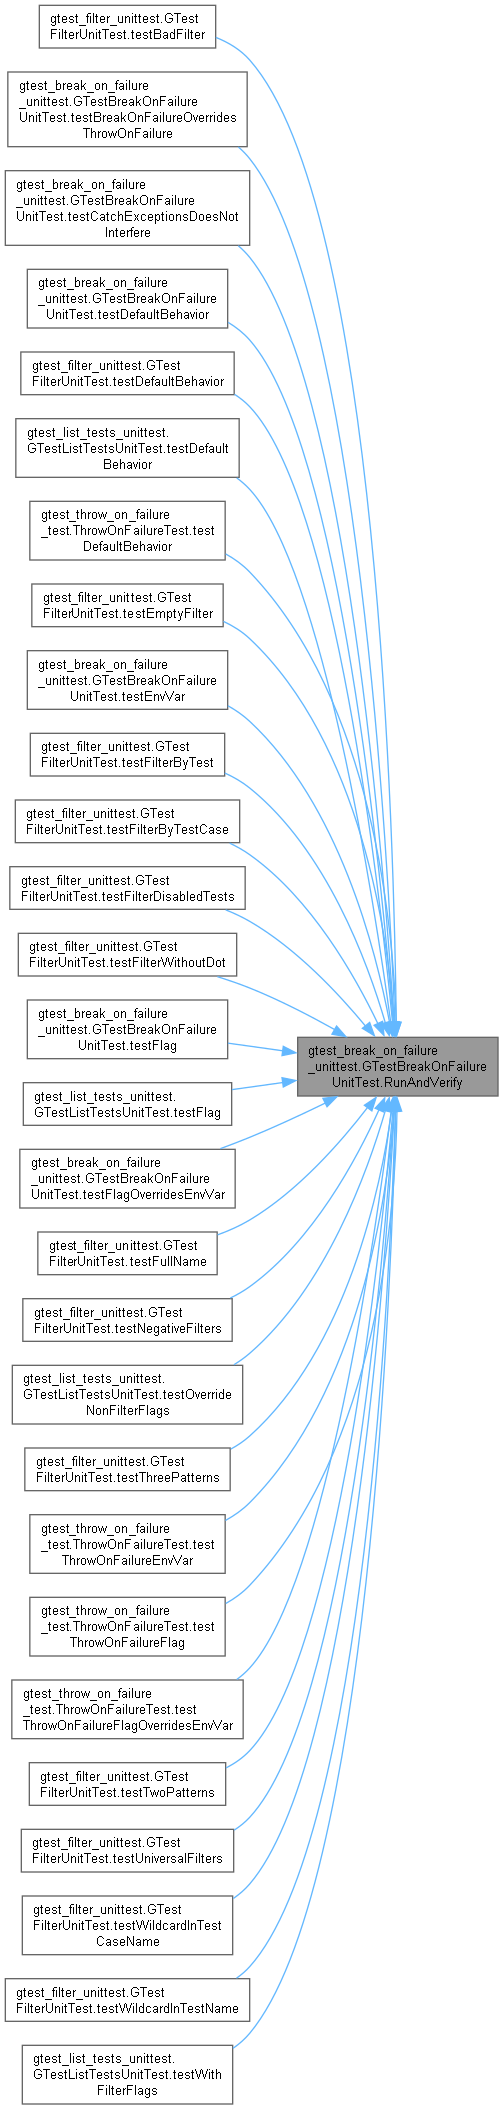 gtest_filter_unittest.GTest
FilterUnitTest.testBadFilter
gtest_break_on_failure
_unittest.GTestBreakOnFailure
UnitTest.testBreakOnFailureOverrides
ThrowOnFailure
gtest_break_on_failure
_unittest.GTestBreakOnFailure
UnitTest.testCatchExceptionsDoesNot
Interfere
gtest_break_on_failure
_unittest.GTestBreakOnFailure
UnitTest.testDefaultBehavior
gtest_filter_unittest.GTest
FilterUnitTest.testDefaultBehavior
gtest_list_tests_unittest.
GTestListTestsUnitTest.testDefault
Behavior
gtest_throw_on_failure
_test.ThrowOnFailureTest.test
DefaultBehavior
gtest_filter_unittest.GTest
FilterUnitTest.testEmptyFilter
gtest_break_on_failure
_unittest.GTestBreakOnFailure
UnitTest.testEnvVar
gtest_filter_unittest.GTest
FilterUnitTest.testFilterByTest
gtest_filter_unittest.GTest
FilterUnitTest.testFilterByTestCase
gtest_filter_unittest.GTest
FilterUnitTest.testFilterDisabledTests
gtest_filter_unittest.GTest
FilterUnitTest.testFilterWithoutDot
gtest_break_on_failure
_unittest.GTestBreakOnFailure
UnitTest.testFlag
gtest_break_on_failure
_unittest.GTestBreakOnFailure
UnitTest.RunAndVerify
gtest_list_tests_unittest.
GTestListTestsUnitTest.testFlag
gtest_break_on_failure
_unittest.GTestBreakOnFailure
UnitTest.testFlagOverridesEnvVar
gtest_filter_unittest.GTest
FilterUnitTest.testFullName
gtest_filter_unittest.GTest
FilterUnitTest.testNegativeFilters
gtest_list_tests_unittest.
GTestListTestsUnitTest.testOverride
NonFilterFlags
gtest_filter_unittest.GTest
FilterUnitTest.testThreePatterns
gtest_throw_on_failure
_test.ThrowOnFailureTest.test
ThrowOnFailureEnvVar
gtest_throw_on_failure
_test.ThrowOnFailureTest.test
ThrowOnFailureFlag
gtest_throw_on_failure
_test.ThrowOnFailureTest.test
ThrowOnFailureFlagOverridesEnvVar
gtest_filter_unittest.GTest
FilterUnitTest.testTwoPatterns
gtest_filter_unittest.GTest
FilterUnitTest.testUniversalFilters
gtest_filter_unittest.GTest
FilterUnitTest.testWildcardInTest
CaseName
gtest_filter_unittest.GTest
FilterUnitTest.testWildcardInTestName
gtest_list_tests_unittest.
GTestListTestsUnitTest.testWith
FilterFlags